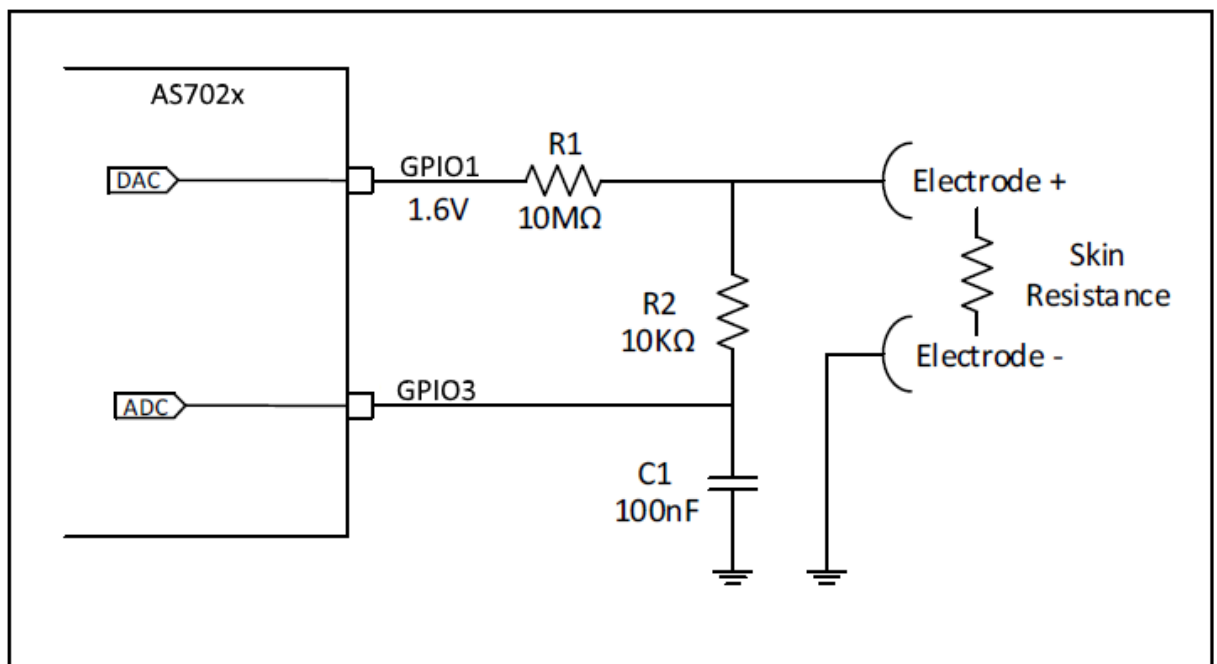 AS702x
DAC
GPIO1
1.6V
R1
10MΩ
Electrode +
Skin
Resistance
R2
10KΩ
Electrode -
ADC
GPIO3
C1
100nF